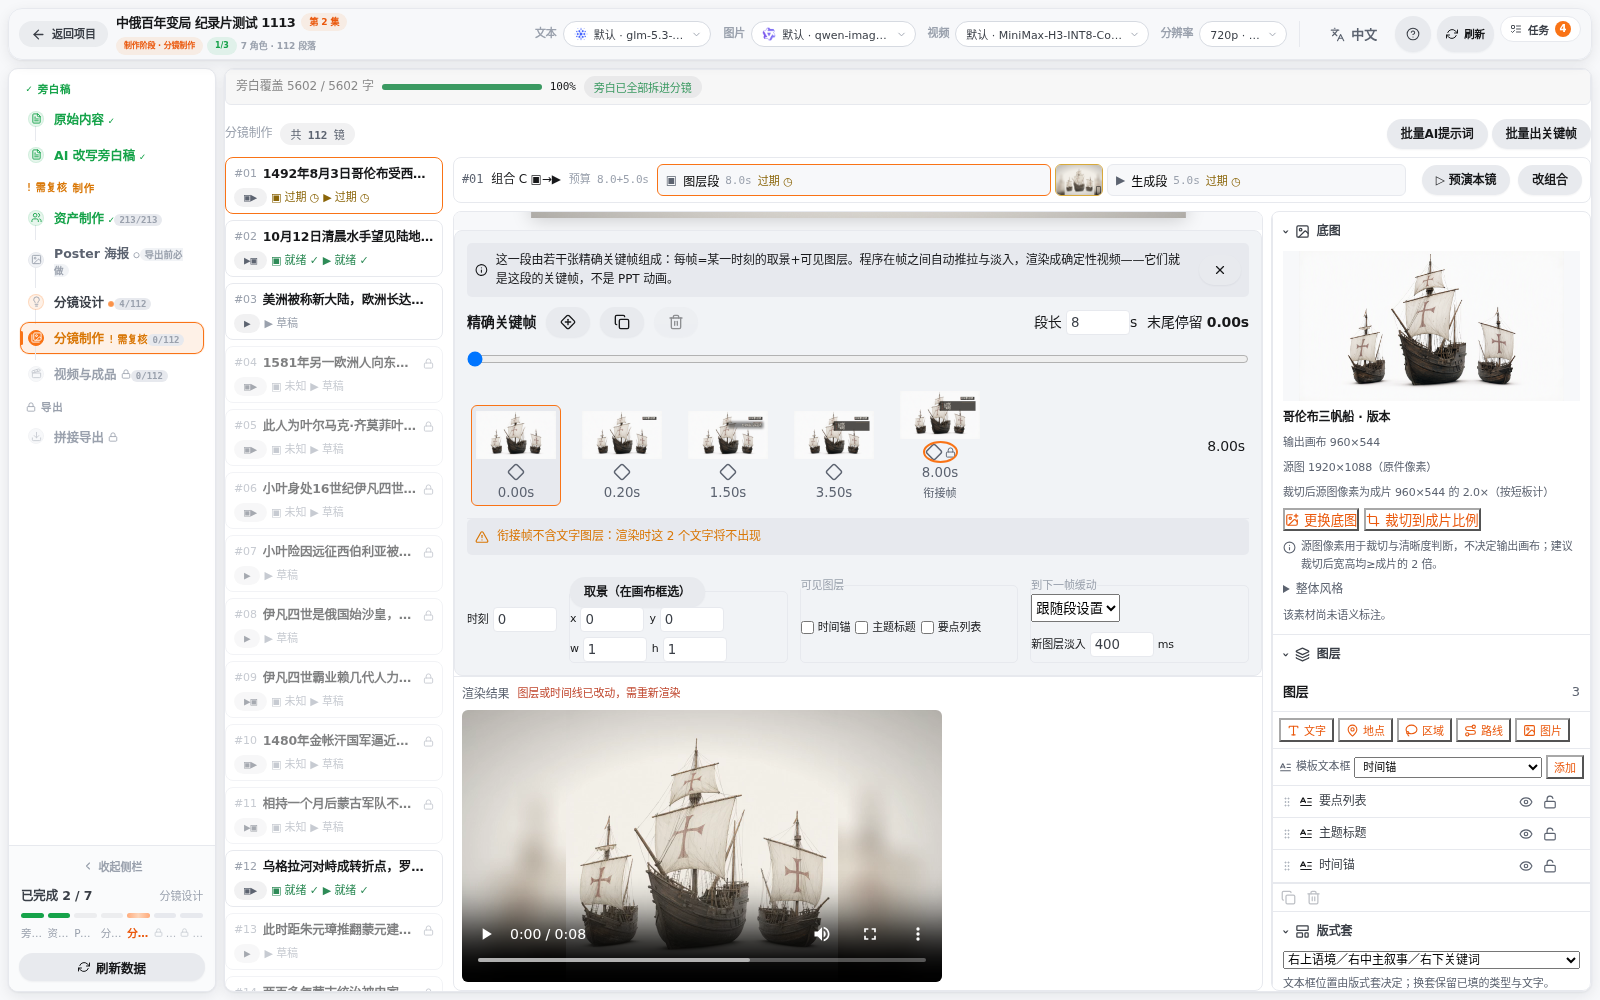 返回项目
中俄百年变局 纪录片测试 1113 第 2 集
制作阶段 · 分镜制作 1/3 7 角色 · 112 段落
文本 默认 · glm-5.3-...
图片 默认 · qwen-imag...
视频 默认 · MiniMax-H3-INT8-Co...
分辨率 720p · ...
中文
刷新
任务 4
✓ 旁白稿
原始内容 ✓
AI 改写旁白稿 ✓
! 需复核 制作
资产制作 ✓ 213/213
Poster 海报 ○ 导出前必做
分镜设计 4/112
分镜制作 ! 需复核 0/112
视频与成品 0/112
导出
拼接导出
收起侧栏
已完成 2 / 7 分镜设计
旁... 资... P... 分... 分... ... ...
刷新数据
旁白覆盖 5602 / 5602 字 100% 旁白已全部拆进分镜
分镜制作 共 112 镜
批量AI提示词 批量出关键帧
#01 1492年8月3日哥伦布受西...
过期 过期
#02 10月12日清晨水手望见陆地...
就绪 ✓ 就绪 ✓
#03 美洲被称新大陆，欧洲长达...
草稿
#04 1581年另一欧洲人向东...
未知 草稿
#05 此人为叶尔马克·齐莫菲叶...
未知 草稿
#06 小叶身处16世纪伊凡四世...
未知 草稿
#07 小叶险因远征西伯利亚被...
草稿
#08 伊凡四世是俄国始沙皇，...
草稿
#09 伊凡四世霸业赖几代人力...
未知 草稿
#10 1480年金帐汗国军逼近...
未知 草稿
#11 相持一个月后蒙古军队不...
未知 草稿
#12 乌格拉河对峙成转折点，罗...
就绪 ✓ 就绪 ✓
#13 此时距朱元璋推翻蒙元建...
草稿
#01 组合 C 预算 8.0+5.0s
图层段 8.0s 过期
生成段 5.0s 过期
预演本镜 改组合
这一段由若干张精确关键帧组成：每帧=某一时刻的取景+可见图层。程序在帧之间自动推拉与淡入，渲染成确定性视频——它们就
是这段的关键帧，不是 PPT 动画。
精确关键帧
段长 8 s 末尾停留 0.00s
0.00s
0.20s
1.50s
3.50s
8.00s
衔接帧
8.00s
衔接帧不含文字图层：渲染时这 2 个文字将不出现
时刻 0
取景（在画布框选）
x 0 y 0
w 1 h 1
可见图层
时间锚 主题标题 要点列表
到下一帧缓动
跟随段设置
新图层淡入 400 ms
渲染结果 图层或时间线已改动，需重新渲染
0:00 / 0:08
底图
哥伦布三帆船 · 版本
输出画布 960×544
源图 1920×1088（原件像素）
裁切后源图像素为成片 960×544 的 2.0×（按短板计）
更换底图 裁切到成片比例
源图像素用于裁切与清晰度判断，不决定输出画布；建议
裁切后宽高均≥成片的 2 倍。
整体风格
该素材尚未语义标注。
图层
图层 3
文字 地点 区域 路线 图片
模板文本框 时间锚 添加
要点列表
主题标题
时间锚
版式套
右上语境／右中主叙事／右下关键词
文本框位置由版式套决定；换套保留已填的类型与文字。